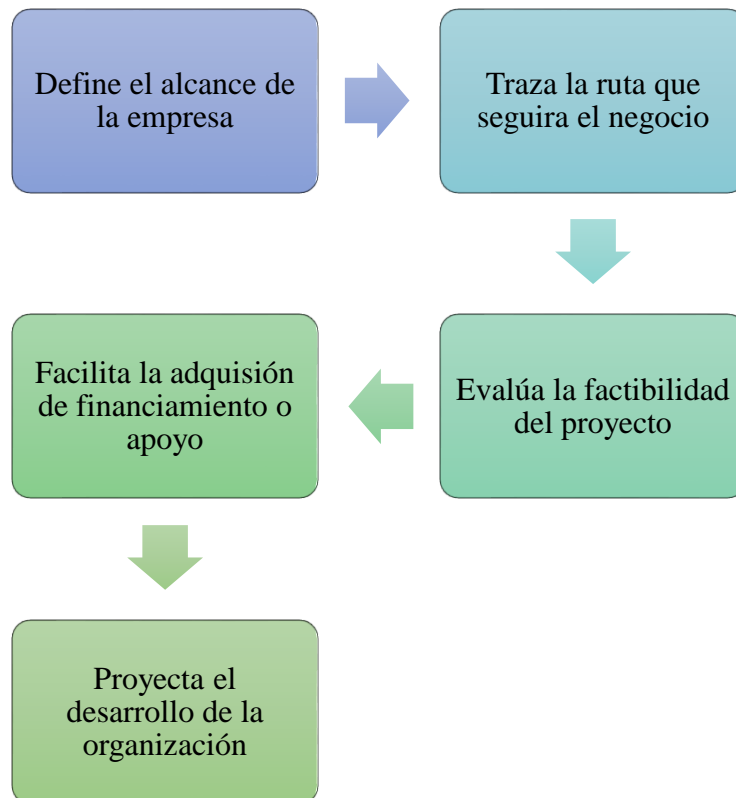 Define el alcance de
la empresa
Traza la ruta que
seguira el negocio
Evalúa la factibilidad
del proyecto
Facilita la adquisión
de financiamiento o
apoyo
Proyecta el
desarrollo de la
organización